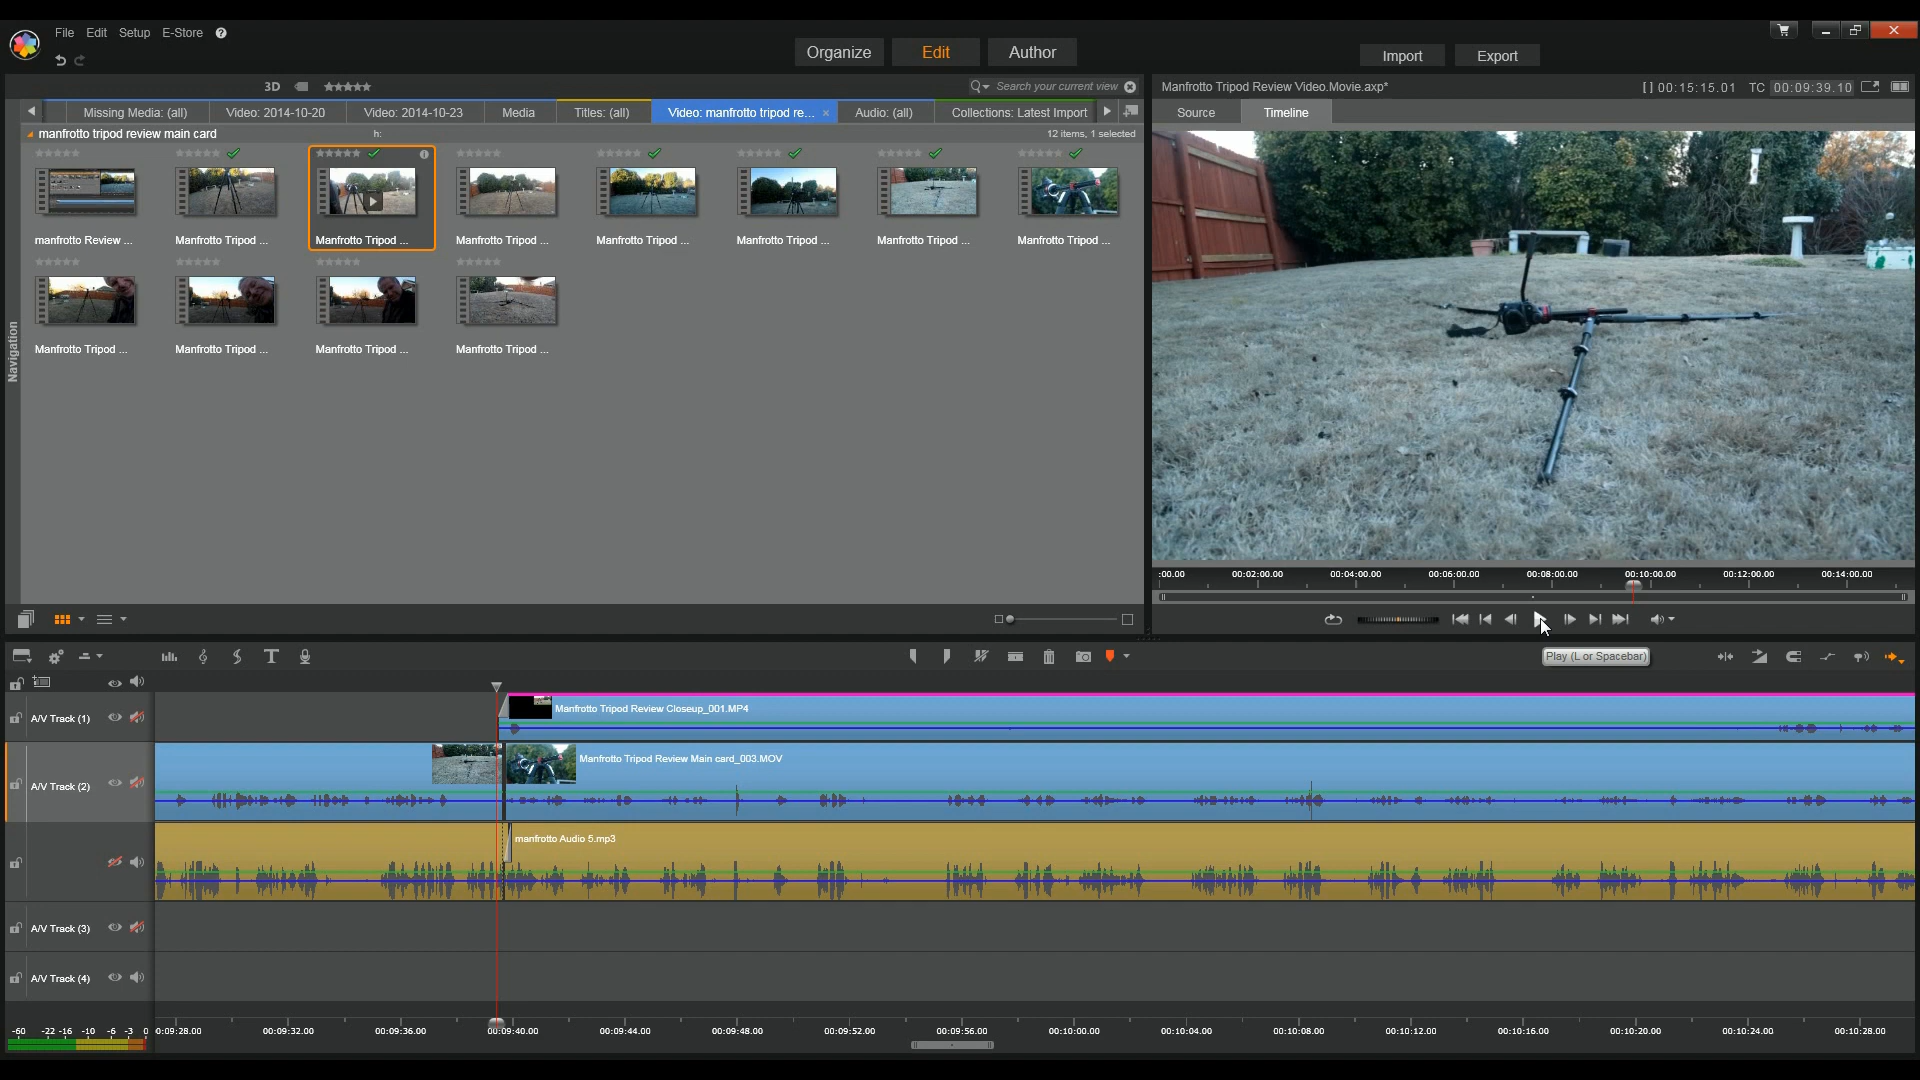 File Edit Setup E-Store ?
Organize Edit Author
Import Export
3D
Search your current view
Manfrotto Tripod Review Video.Movie.axp*
[ ] 00:15:15.01 TC 00:09:39.10
Missing Media: (all) Video: 2014-10-20 Video: 2014-10-23 Media Titles: (all) Video: manfrotto tripod re... × Audio: (all) Collections: Latest Import
Source Timeline
manfrotto tripod review main card h: 12 items, 1 selected
manfrotto Review ... Manfrotto Tripod ... Manfrotto Tripod ... Manfrotto Tripod ... Manfrotto Tripod ... Manfrotto Tripod ... Manfrotto Tripod ... Manfrotto Tripod ...
Manfrotto Tripod ... Manfrotto Tripod ... Manfrotto Tripod ... Manfrotto Tripod ...
Navigation
:00.00 00:02:00.00 00:04:00.00 00:06:00.00 00:08:00.00 00:10:00.00 00:12:00.00 00:14:00.00
Play (L or Spacebar)
A/V Track (1)
Manfrotto Tripod Review Closeup_001.MP4
A/V Track (2)
Manfrotto Tripod Review Main card_003.MOV
manfrotto Audio 5.mp3
A/V Track (3)
A/V Track (4)
-60 -22 -16 -10 -6 -3 0
0:09:28.00 00:09:32.00 00:09:36.00 00:09:40.00 00:09:44.00 00:09:48.00 00:09:52.00 00:09:56.00 00:10:00.00 00:10:04.00 00:10:08.00 00:10:12.00 00:10:16.00 00:10:20.00 00:10:24.00 00:10:28.00